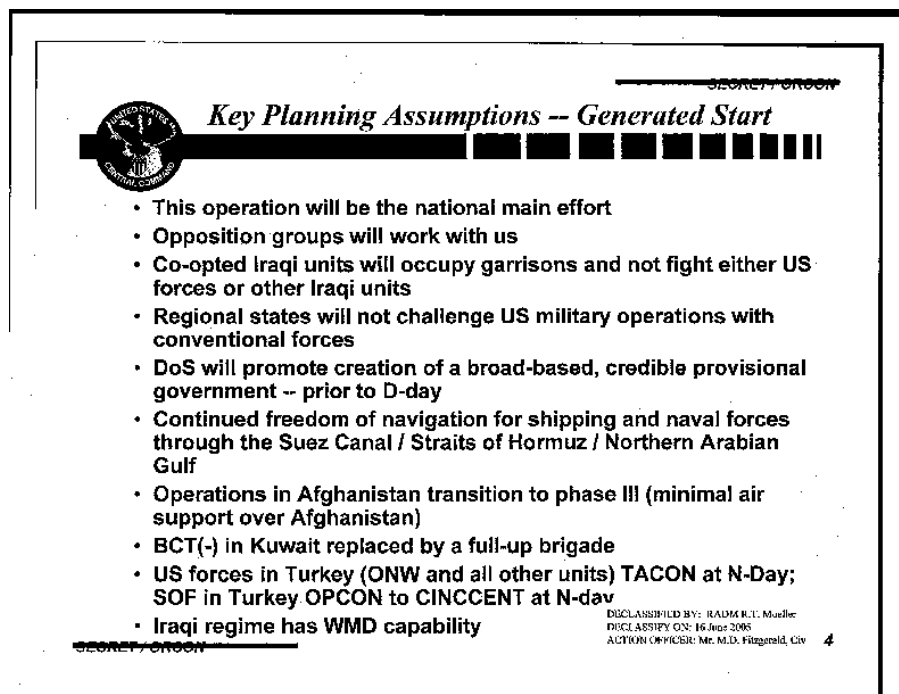 SECRET / ORCON
UNITED STATES
CENTRAL COMMAND
Key Planning Assumptions -- Generated Start
• This operation will be the national main effort
• Opposition groups will work with us
• Co-opted Iraqi units will occupy garrisons and not fight either US
forces or other Iraqi units
• Regional states will not challenge US military operations with
conventional forces
• DoS will promote creation of a broad-based, credible provisional
government -- prior to D-day
• Continued freedom of navigation for shipping and naval forces
through the Suez Canal / Straits of Hormuz / Northern Arabian
Gulf
• Operations in Afghanistan transition to phase III (minimal air
support over Afghanistan)
• BCT(-) in Kuwait replaced by a full-up brigade
• US forces in Turkey (ONW and all other units) TACON at N-Day;
SOF in Turkey OPCON to CINCCENT at N-day
• Iraqi regime has WMD capability
DECLASSIFIED BY: RADM R.T. Moeller
DECLASSIFY ON: 16 June 2005
ACTION OFFICER: Mr. M.D. Fitzgerald, Civ
4
SECRET / ORCON